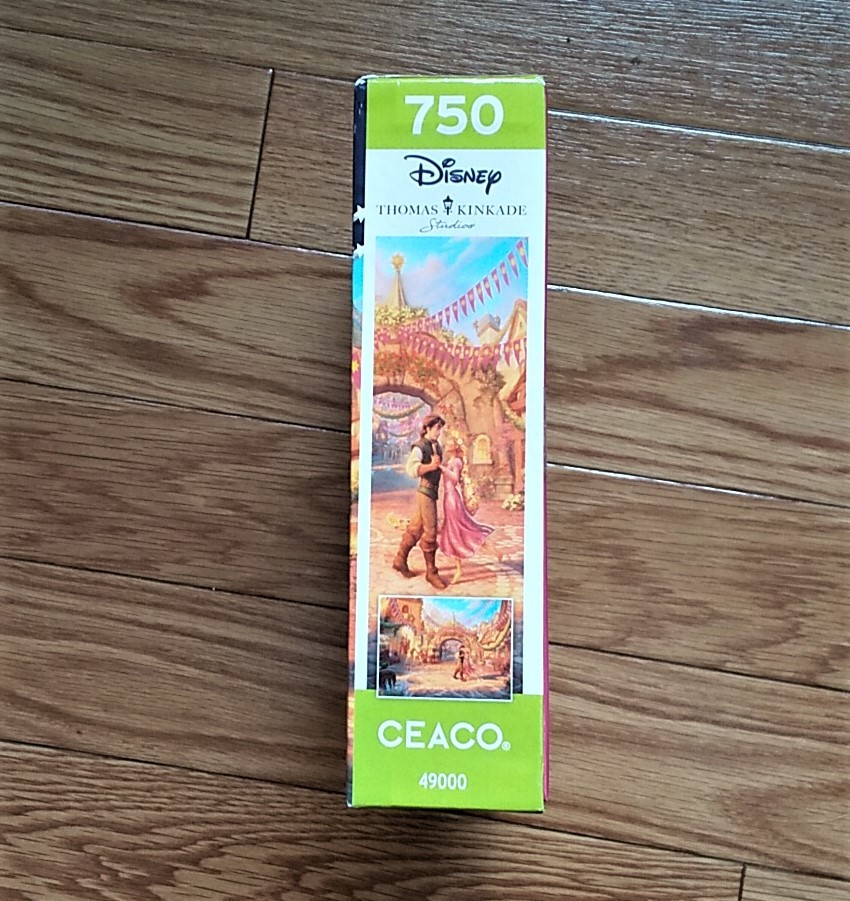 750
Disney
THOMAS KINKADE
Studios
CEACO®
49000